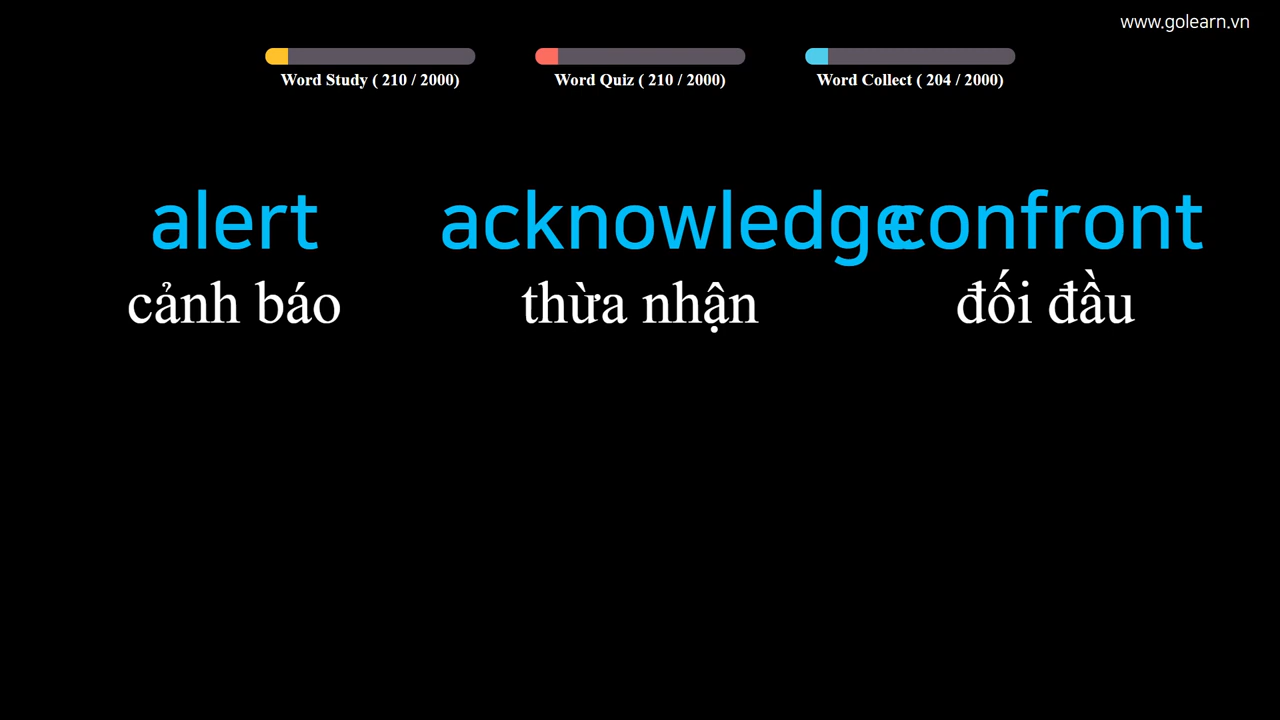 www.golearn.vn
Word Study ( 210 / 2000)
Word Quiz ( 210 / 2000)
Word Collect ( 204 / 2000)
alert acknowledge confront
cảnh báo thừa nhận đối đầu